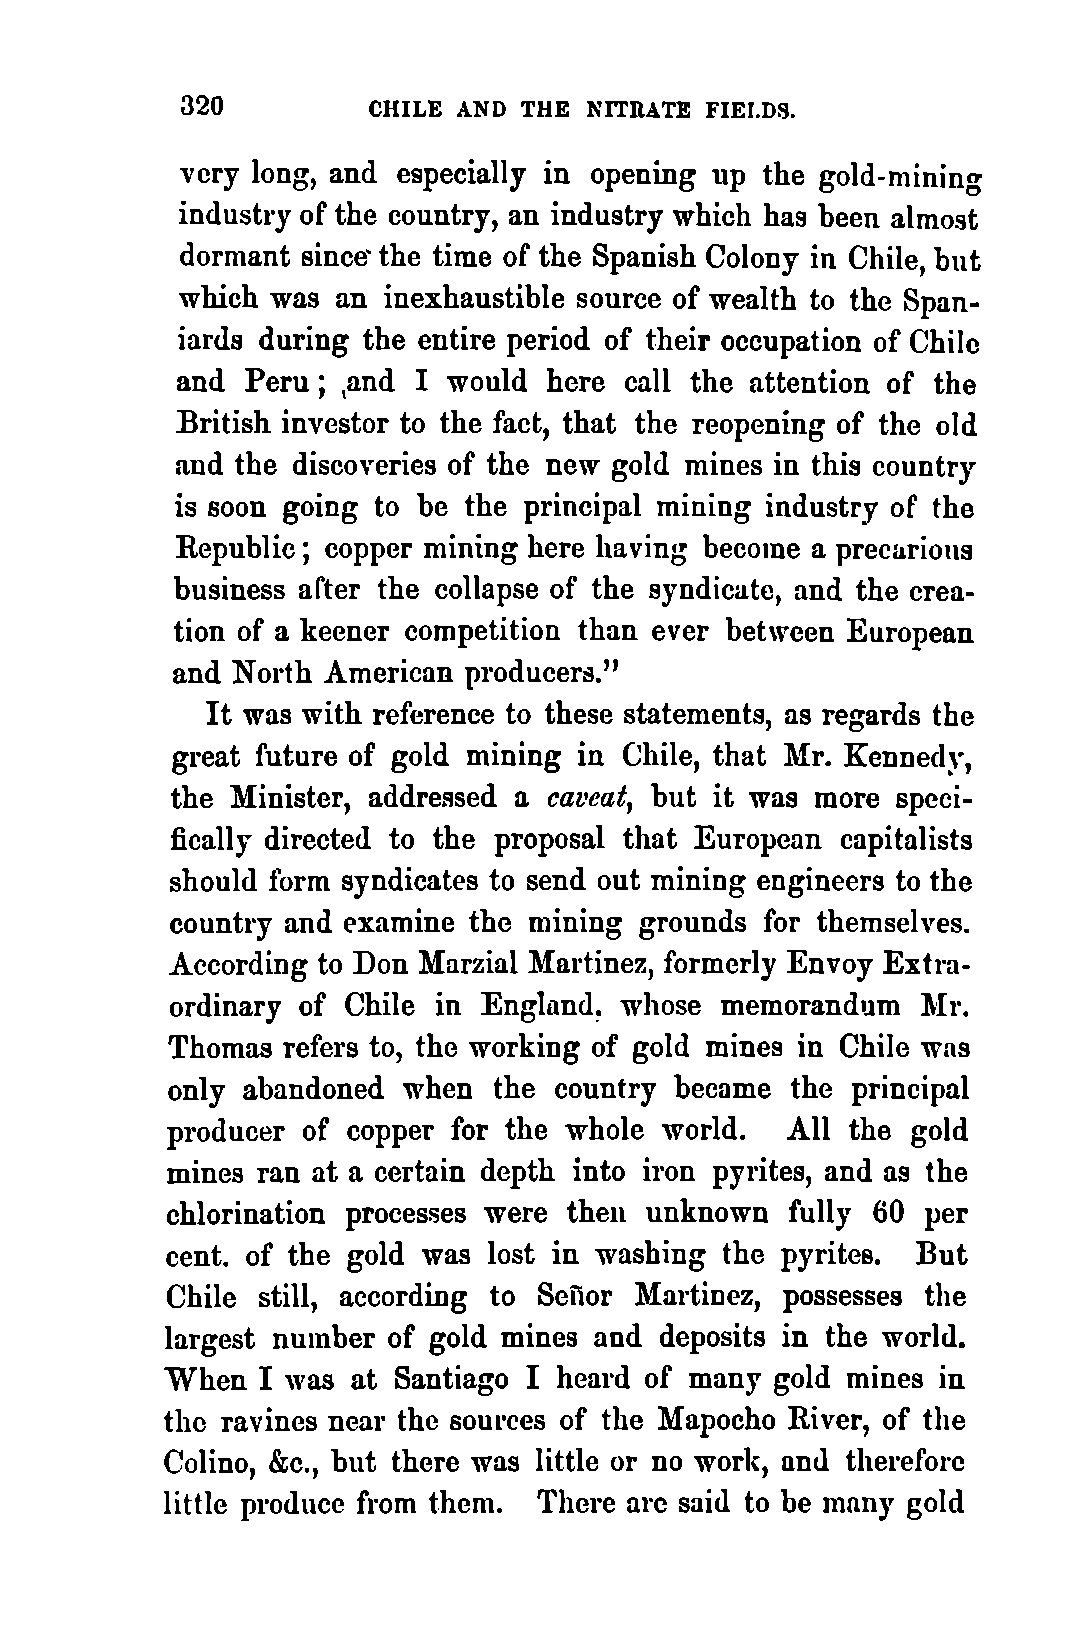 320 CHILE AND THE NITRATE FIELDS.
very long, and especially in opening up the gold-mining
industry of the country, an industry which has been almost
dormant since the time of the Spanish Colony in Chile, but
which was an inexhaustible source of wealth to the Span-
iards during the entire period of their occupation of Chile
and Peru; and I would here call the attention of the
British investor to the fact, that the reopening of the old
and the discoveries of the new gold mines in this country
is soon going to be the principal mining industry of the
Republic; copper mining here having become a precarious
business after the collapse of the syndicate, and the crea-
tion of a keener competition than ever between European
and North American producers."
It was with reference to these statements, as regards the
great future of gold mining in Chile, that Mr. Kennedy,
the Minister, addressed a caveat, but it was more speci-
fically directed to the proposal that European capitalists
should form syndicates to send out mining engineers to the
country and examine the mining grounds for themselves.
According to Don Marzial Martinez, formerly Envoy Extra-
ordinary of Chile in England, whose memorandum Mr.
Thomas refers to, the working of gold mines in Chile was
only abandoned when the country became the principal
producer of copper for the whole world. All the gold
mines ran at a certain depth into iron pyrites, and as the
chlorination processes were then unknown fully 60 per
cent. of the gold was lost in washing the pyrites. But
Chile still, according to Señor Martinez, possesses the
largest number of gold mines and deposits in the world.
When I was at Santiago I heard of many gold mines in
the ravines near the sources of the Mapocho River, of the
Colino, &c., but there was little or no work, and therefore
little produce from them. There are said to be many gold